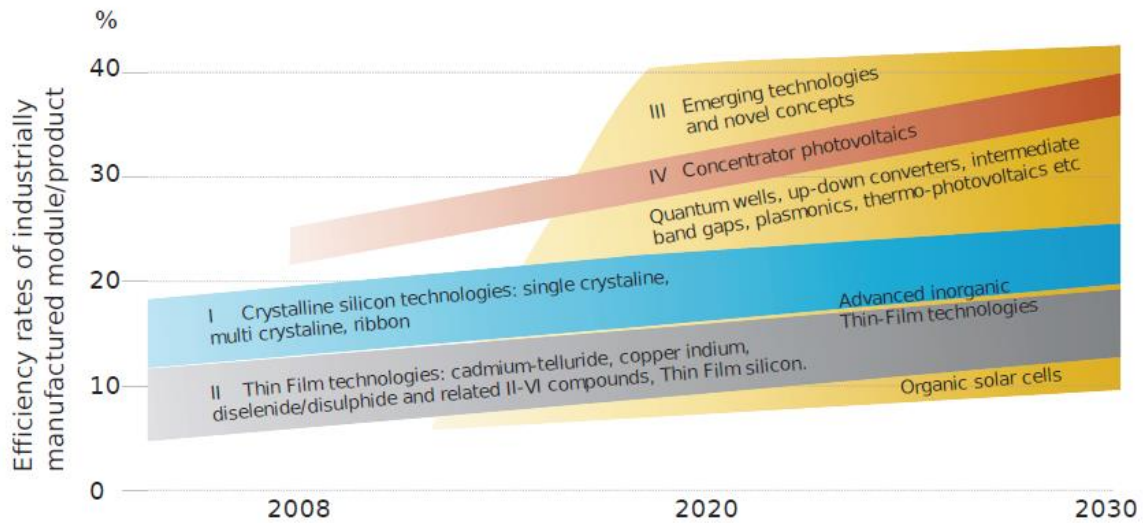 %
40
30
20
10
0
Efficiency rates of industrially
manufactured module/product
III Emerging technologies
and novel concepts
IV Concentrator photovoltaics
Quantum wells, up-down converters, intermediate
band gaps, plasmonics, thermo-photovoltaics etc
I Crystalline silicon technologies: single crystaline,
multi crystaline, ribbon
Advanced inorganic
Thin-Film technologies
II Thin Film technologies: cadmium-telluride, copper indium,
diselenide/disulphide and related II-VI compounds, Thin Film silicon.
Organic solar cells
2008
2020
2030